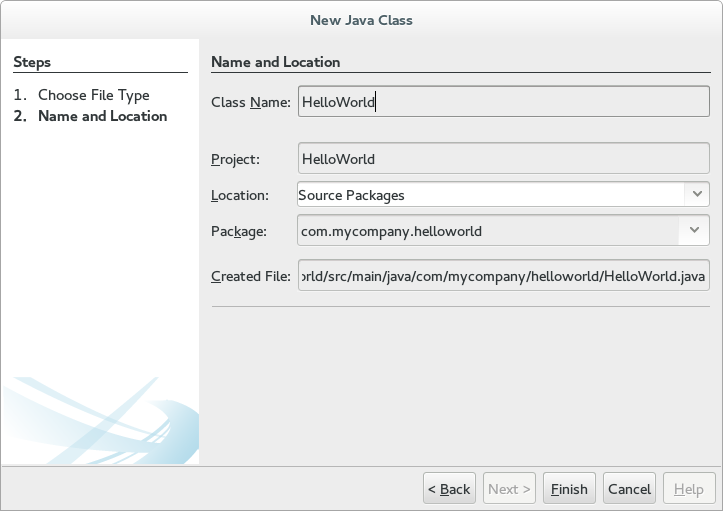 New Java Class
Steps
1. Choose File Type
2. Name and Location
Name and Location
Class Name: HelloWorld
Project: HelloWorld
Location: Source Packages
Package: com.mycompany.helloworld
Created File: orld/src/main/java/com/mycompany/helloworld/HelloWorld.java
< Back Next > Finish Cancel Help